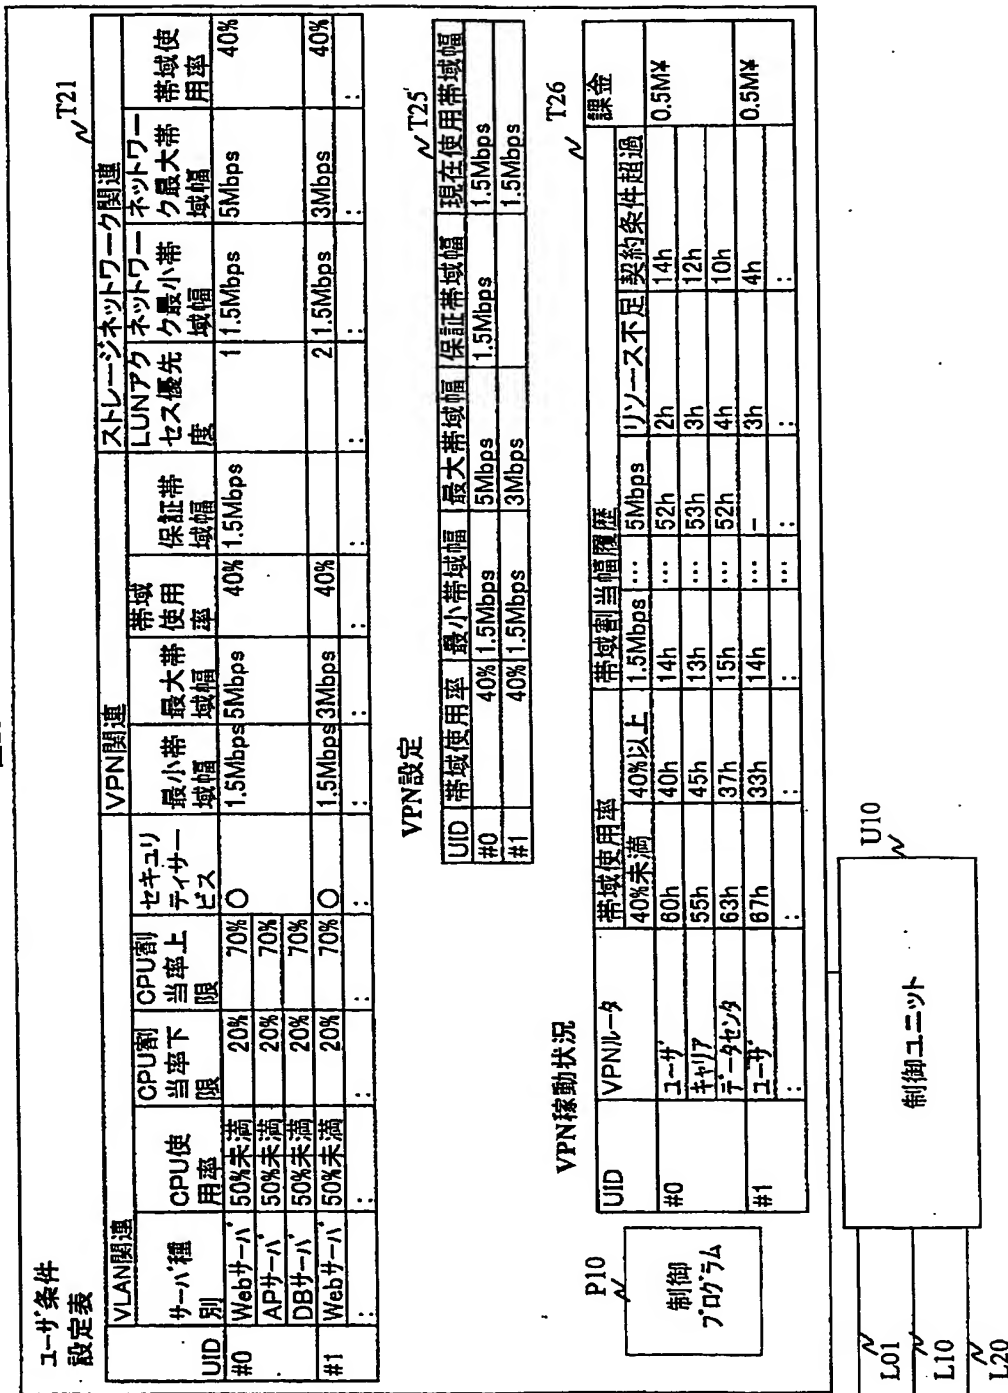 ユーザ条件
設定表
T21
UID
VLAN関連
VPN関連
ストレージネットワーク関連
サーバ種別
CPU使用率
CPU割当率下限
CPU割当率上限
セキュリティサービス
最小帯域幅
最大帯域幅
帯域使用率
保証帯域幅
LUNアクセス優先度
ネットワーク最小帯域幅
ネットワーク最大帯域幅
帯域使用率
#0 Webサーバ 50%未満 20% 70% ○ 1.5Mbps 5Mbps 40% 1.5Mbps 1 1.5Mbps 5Mbps 40%
APサーバ 50%未満 20% 70%
DBサーバ 50%未満 20% 70%
#1 Webサーバ 50%未満 20% 70% ○ 1.5Mbps 3Mbps 40% 2 1.5Mbps 3Mbps 40%
: : : : : : : : : : : : :
VPN設定
T25'
UID 帯域使用率 最小帯域幅 最大帯域幅 保証帯域幅 現在使用帯域幅
#0 40% 1.5Mbps 5Mbps 1.5Mbps 1.5Mbps
#1 40% 1.5Mbps 3Mbps 1.5Mbps
VPN稼動状況
T26
UID VPNルータ 帯域使用率 帯域割当幅履歴 リソース不足 契約条件超過 課金
40%未満 40%以上 1.5Mbps … 5Mbps
#0 ユーザ 60h 40h 14h … 52h 2h 14h 0.5M¥
キャリア 55h 45h 13h … 53h 3h 12h
データセンタ 63h 37h 15h … 52h 4h 10h
#1 ユーザ 67h 33h 14h … – 3h 4h 0.5M¥
: : : : … : : :
P10
制御
プログラム
U10
制御ユニット
L01
L10
L20